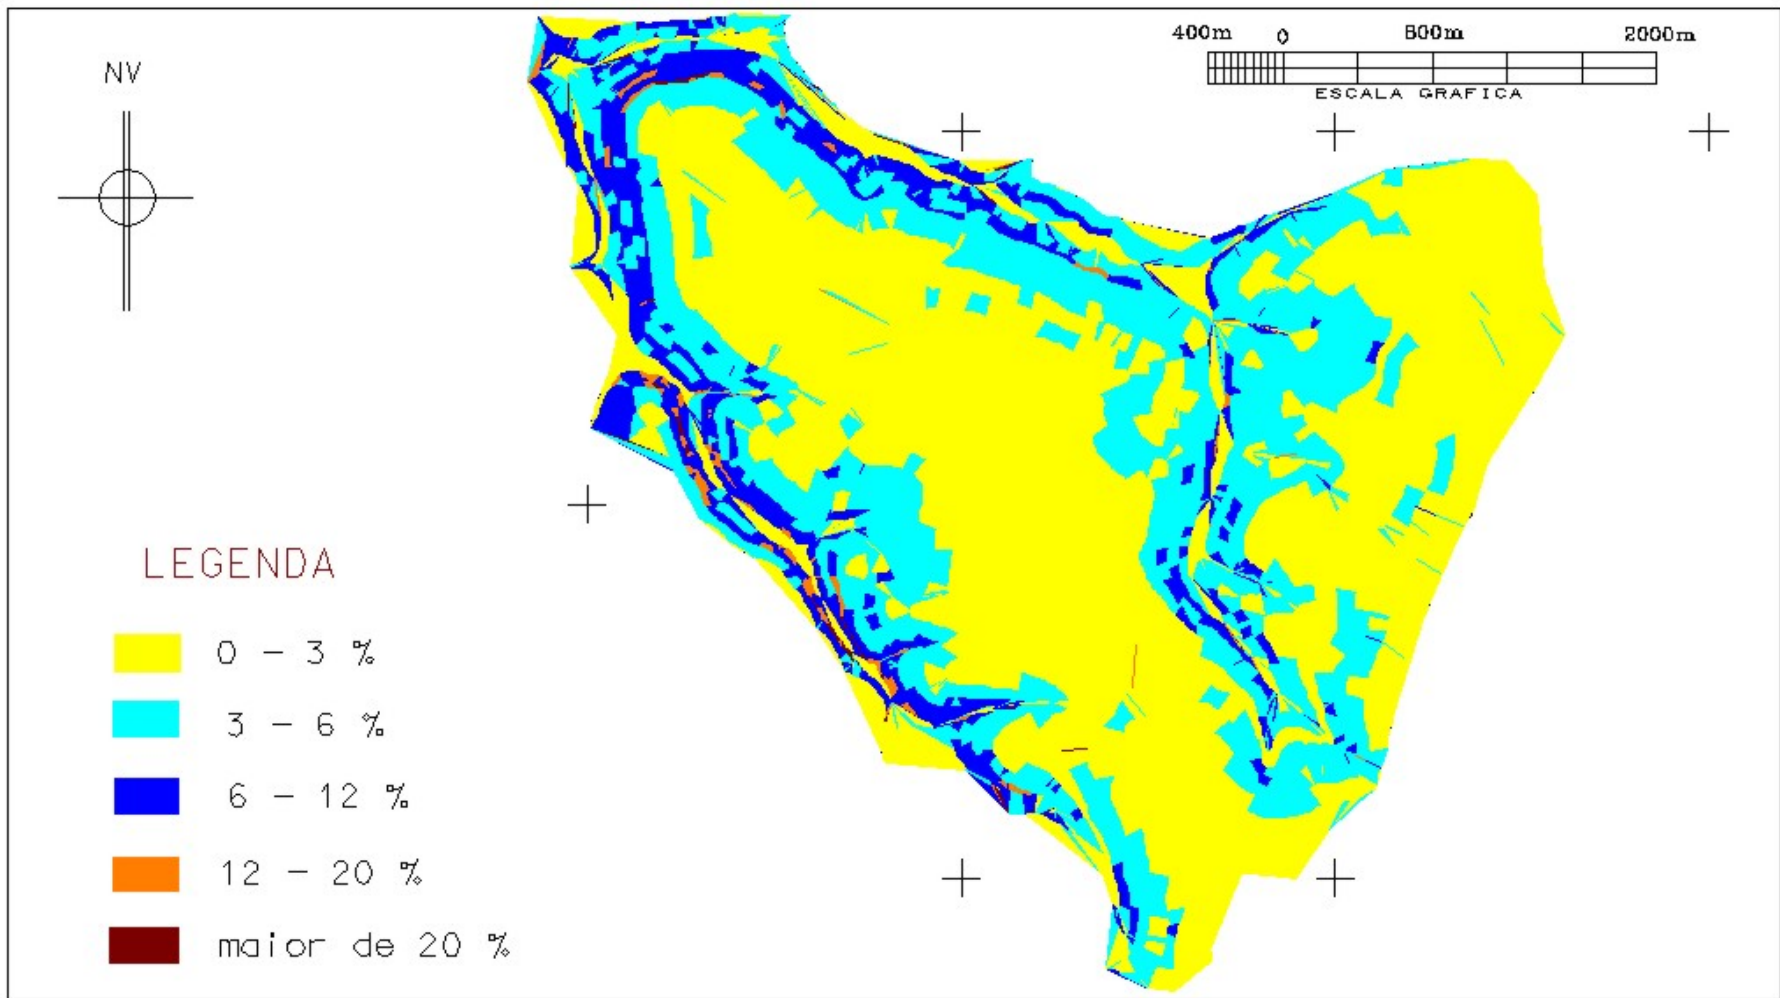 400m 0 800m 2000m
ESCALA GRAFICA
NV
LEGENDA
0 – 3 %
3 – 6 %
6 – 12 %
12 – 20 %
maior de 20 %